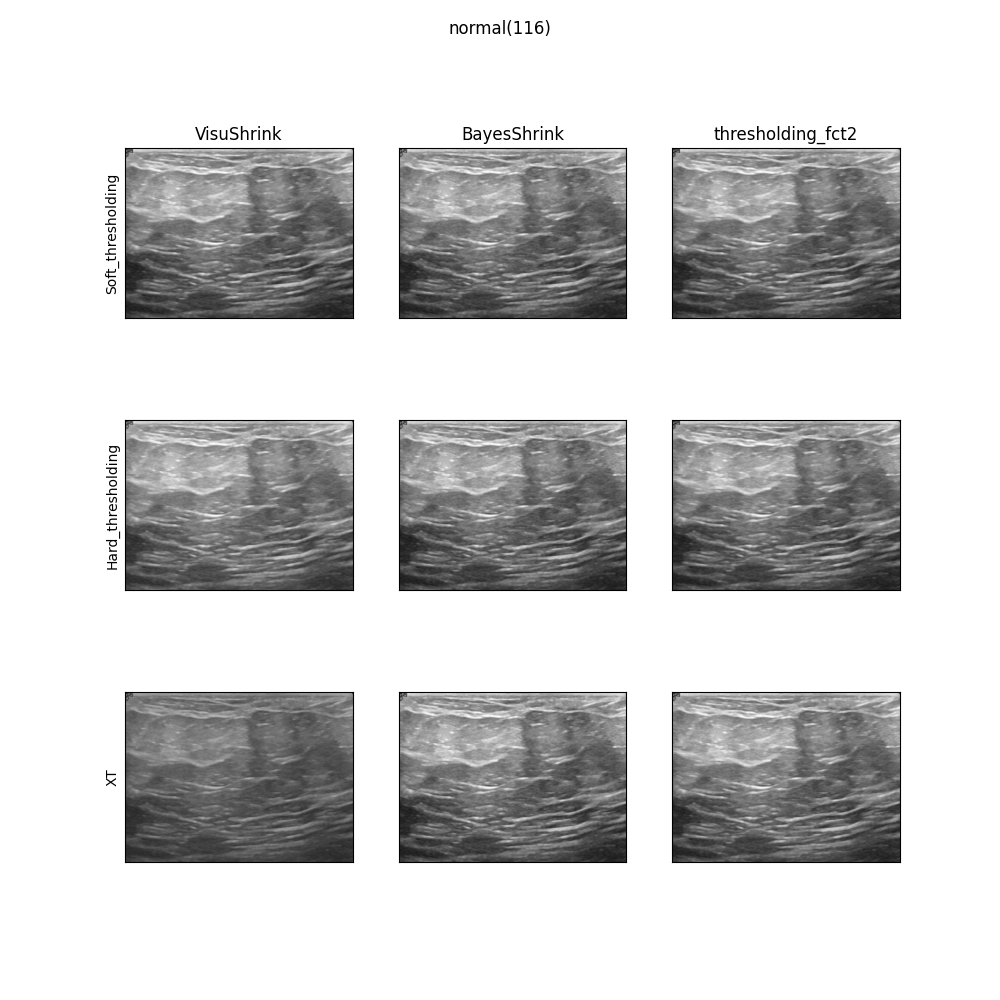 normal(116)
VisuShrink
BayesShrink
thresholding_fct2
Soft_thresholding
Hard_thresholding
XT